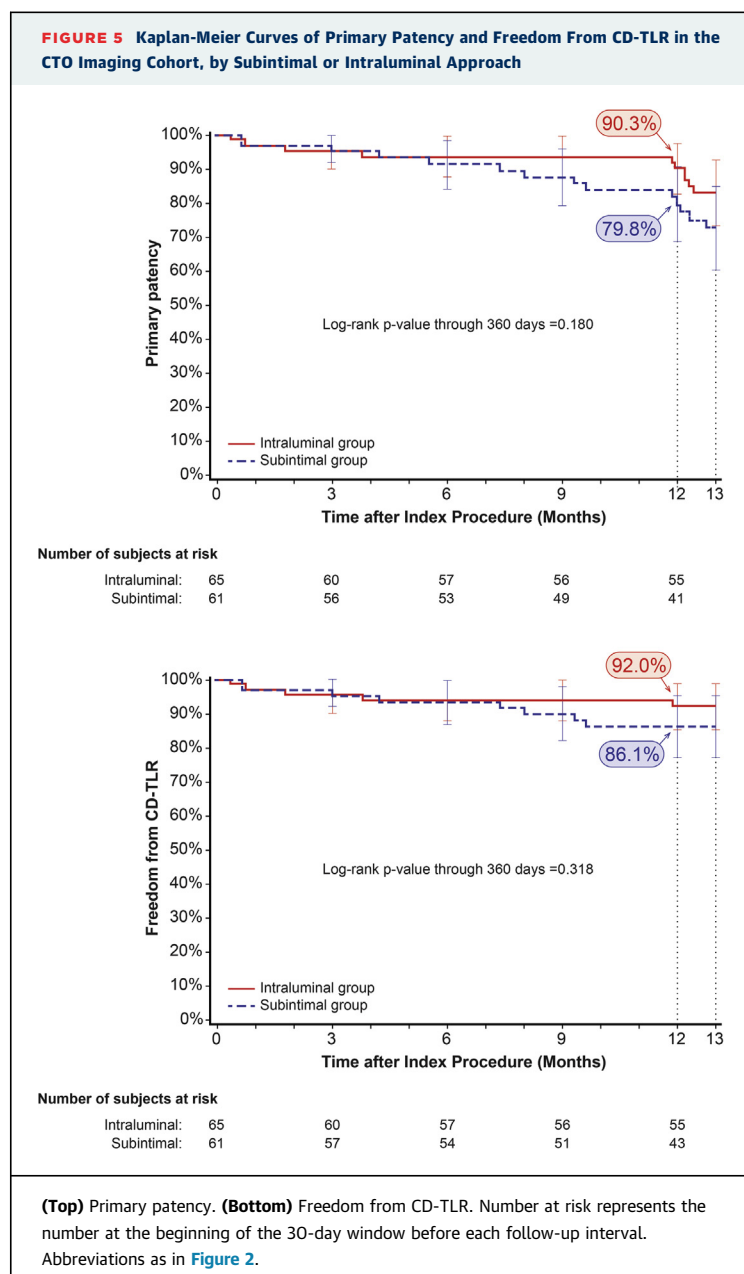 FIGURE 5 Kaplan-Meier Curves of Primary Patency and Freedom From CD-TLR in the
CTO Imaging Cohort, by Subintimal or Intraluminal Approach
Primary patency
100%
90%
80%
70%
60%
50%
40%
30%
20%
10%
0%
90.3%
79.8%
Log-rank p-value through 360 days =0.180
Intraluminal group
Subintimal group
0 3 6 9 12 13
Time after Index Procedure (Months)
Number of subjects at risk
Intraluminal: 65 60 57 56 55
Subintimal: 61 56 53 49 41
Freedom from CD-TLR
100%
90%
80%
70%
60%
50%
40%
30%
20%
10%
0%
92.0%
86.1%
Log-rank p-value through 360 days =0.318
Intraluminal group
Subintimal group
0 3 6 9 12 13
Time after Index Procedure (Months)
Number of subjects at risk
Intraluminal: 65 60 57 56 55
Subintimal: 61 57 54 51 43
(Top) Primary patency. (Bottom) Freedom from CD-TLR. Number at risk represents the
number at the beginning of the 30-day window before each follow-up interval.
Abbreviations as in Figure 2.